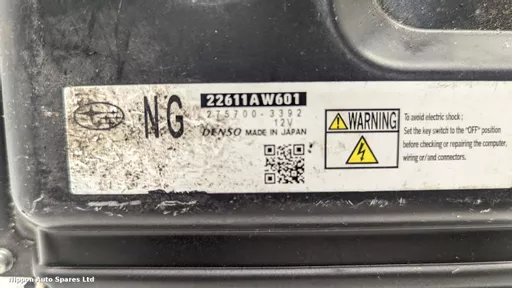 NG
22611AW601
275700-3392
12V
DENSO MADE IN JAPAN
WARNING
To avoid electric shock ;
Set the key switch to the "OFF" position
before checking or repairing the computer,
wiring or/and connectors.
Nippon Auto Spares Ltd